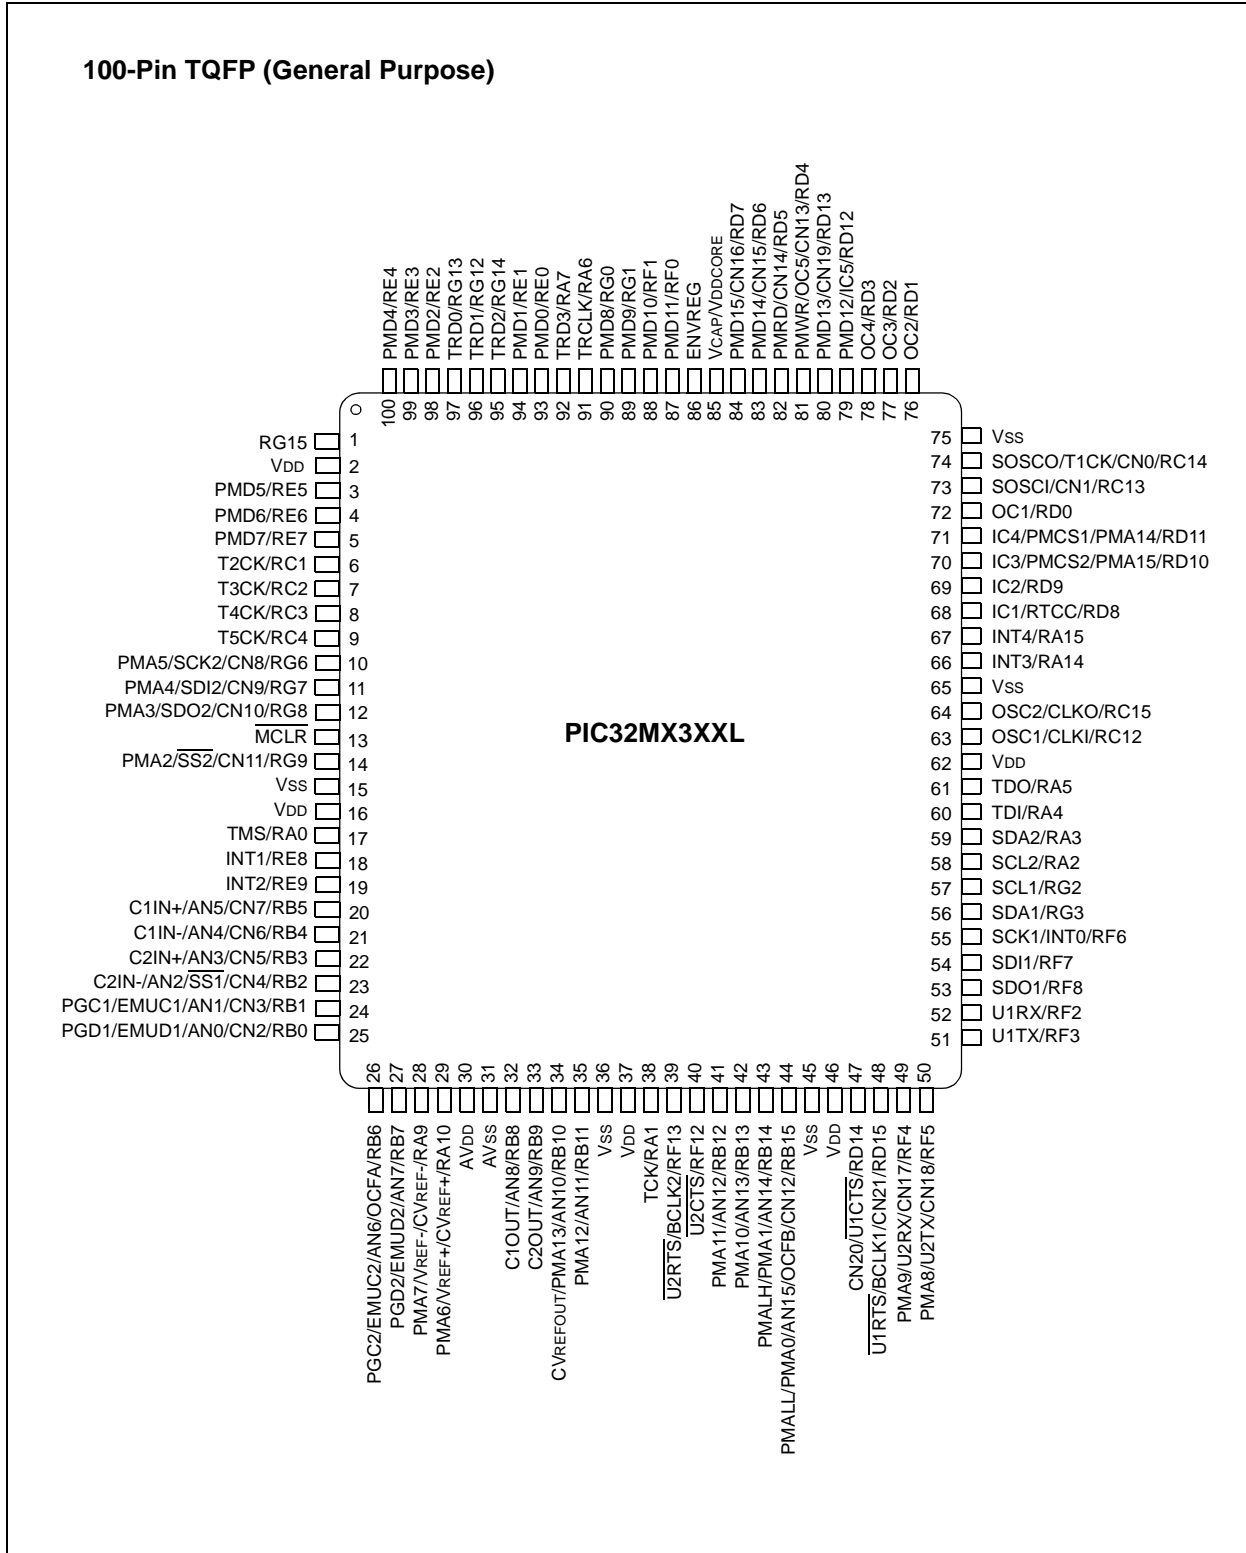 100-Pin TQFP (General Purpose)
PMD4/RE4
PMD3/RE3
PMD2/RE2
TRD0/RG13
TRD1/RG12
TRD2/RG14
PMD1/RE1
PMD0/RE0
TRD3/RA7
TRCLK/RA6
PMD8/RG0
PMD9/RG1
PMD10/RF1
PMD11/RF0
ENVREG
VCAP/VDDCORE
PMD15/CN16/RD7
PMD14/CN15/RD6
PMRD/CN14/RD5
PMWR/OC5/CN13/RD4
PMD13/CN19/RD13
PMD12/IC5/RD12
OC4/RD3
OC3/RD2
OC2/RD1
100
99
98
97
96
95
94
93
92
91
90
89
88
87
86
85
84
83
82
81
80
79
78
77
76
RG15 1
VDD 2
PMD5/RE5 3
PMD6/RE6 4
PMD7/RE7 5
T2CK/RC1 6
T3CK/RC2 7
T4CK/RC3 8
T5CK/RC4 9
PMA5/SCK2/CN8/RG6 10
PMA4/SDI2/CN9/RG7 11
PMA3/SDO2/CN10/RG8 12
MCLR 13
PMA2/SS2/CN11/RG9 14
VSS 15
VDD 16
TMS/RA0 17
INT1/RE8 18
INT2/RE9 19
C1IN+/AN5/CN7/RB5 20
C1IN-/AN4/CN6/RB4 21
C2IN+/AN3/CN5/RB3 22
C2IN-/AN2/SS1/CN4/RB2 23
PGC1/EMUC1/AN1/CN3/RB1 24
PGD1/EMUD1/AN0/CN2/RB0 25
PIC32MX3XXL
75 VSS
74 SOSCO/T1CK/CN0/RC14
73 SOSCI/CN1/RC13
72 OC1/RD0
71 IC4/PMCS1/PMA14/RD11
70 IC3/PMCS2/PMA15/RD10
69 IC2/RD9
68 IC1/RTCC/RD8
67 INT4/RA15
66 INT3/RA14
65 VSS
64 OSC2/CLKO/RC15
63 OSC1/CLKI/RC12
62 VDD
61 TDO/RA5
60 TDI/RA4
59 SDA2/RA3
58 SCL2/RA2
57 SCL1/RG2
56 SDA1/RG3
55 SCK1/INT0/RF6
54 SDI1/RF7
53 SDO1/RF8
52 U1RX/RF2
51 U1TX/RF3
26
27
28
29
30
31
32
33
34
35
36
37
38
39
40
41
42
43
44
45
46
47
48
49
50
PGC2/EMUC2/AN6/OCFA/RB6
PGD2/EMUD2/AN7/RB7
PMA7/VREF-/CVREF-/RA9
PMA6/VREF+/CVREF+/RA10
AVDD
AVSS
C1OUT/AN8/RB8
C2OUT/AN9/RB9
CVREFOUT/PMA13/AN10/RB10
PMA12/AN11/RB11
VSS
VDD
TCK/RA1
U2RTS/BCLK2/RF13
U2CTS/RF12
PMA11/AN12/RB12
PMA10/AN13/RB13
PMALH/PMA1/AN14/RB14
PMALL/PMA0/AN15/OCFB/CN12/RB15
VSS
VDD
CN20/U1CTS/RD14
U1RTS/BCLK1/CN21/RD15
PMA9/U2RX/CN17/RF4
PMA8/U2TX/CN18/RF5